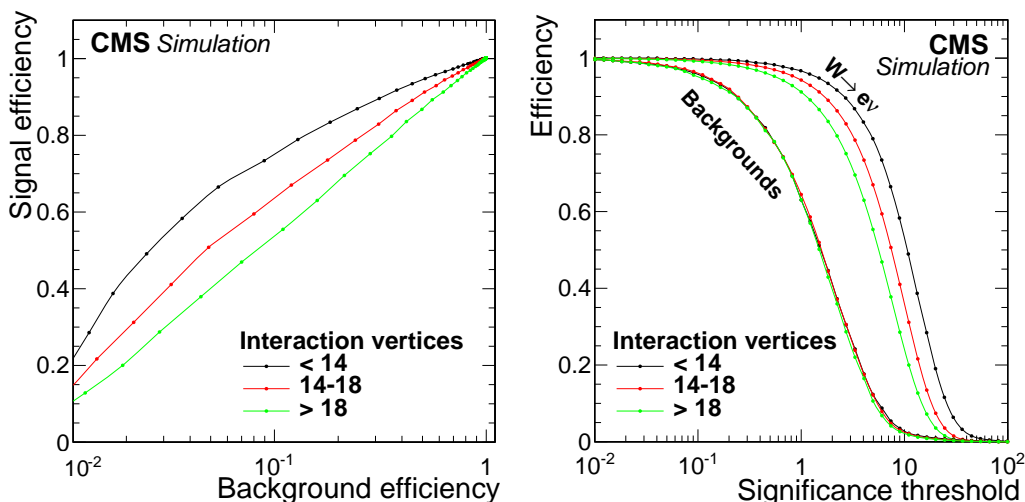 CMS Simulation
Signal efficiency
1
0.8
0.6
0.4
0.2
0
Interaction vertices
< 14
14-18
> 18
10-2
10-1
1
Background efficiency
CMS
Simulation
Efficiency
1
0.8
0.6
0.4
0.2
0
W→eν
Backgrounds
Interaction vertices
< 14
14-18
> 18
10-2
10-1
1
10
102
Significance threshold